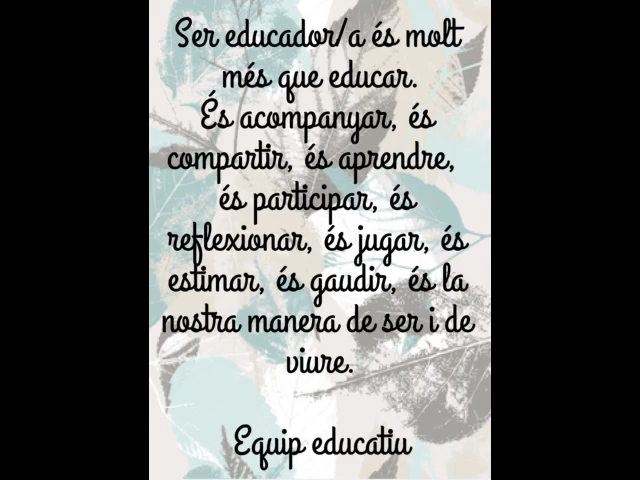 Ser educador/a és molt
més que educar.
És acompanyar, és
compartir, és aprendre,
és participar, és
reflexionar, és jugar, és
estimar, és gaudir, és la
nostra manera de ser i de
viure.
Equip educatiu